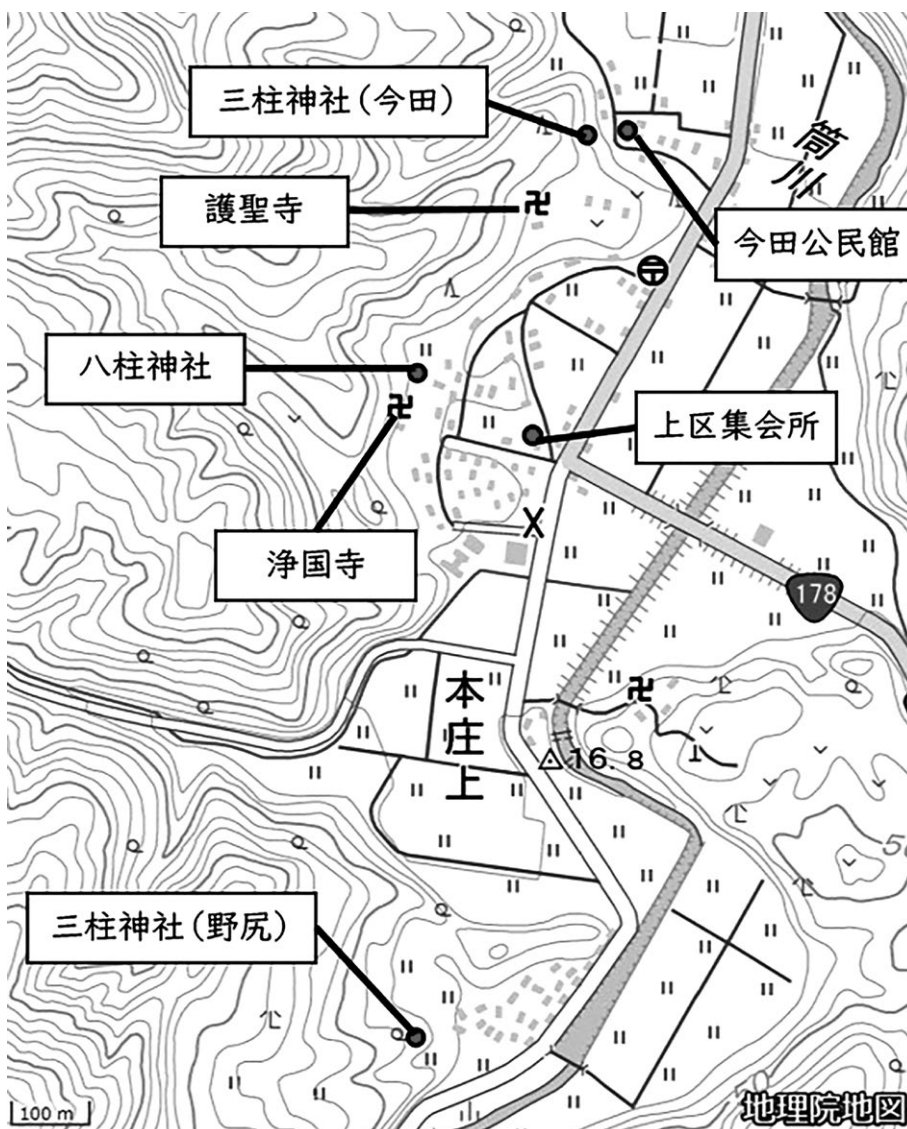 三柱神社(今田)
筒川
護聖寺
今田公民館
八柱神社
上区集会所
浄国寺
178
本庄上
16.8
三柱神社(野尻)
100 m
地理院地図